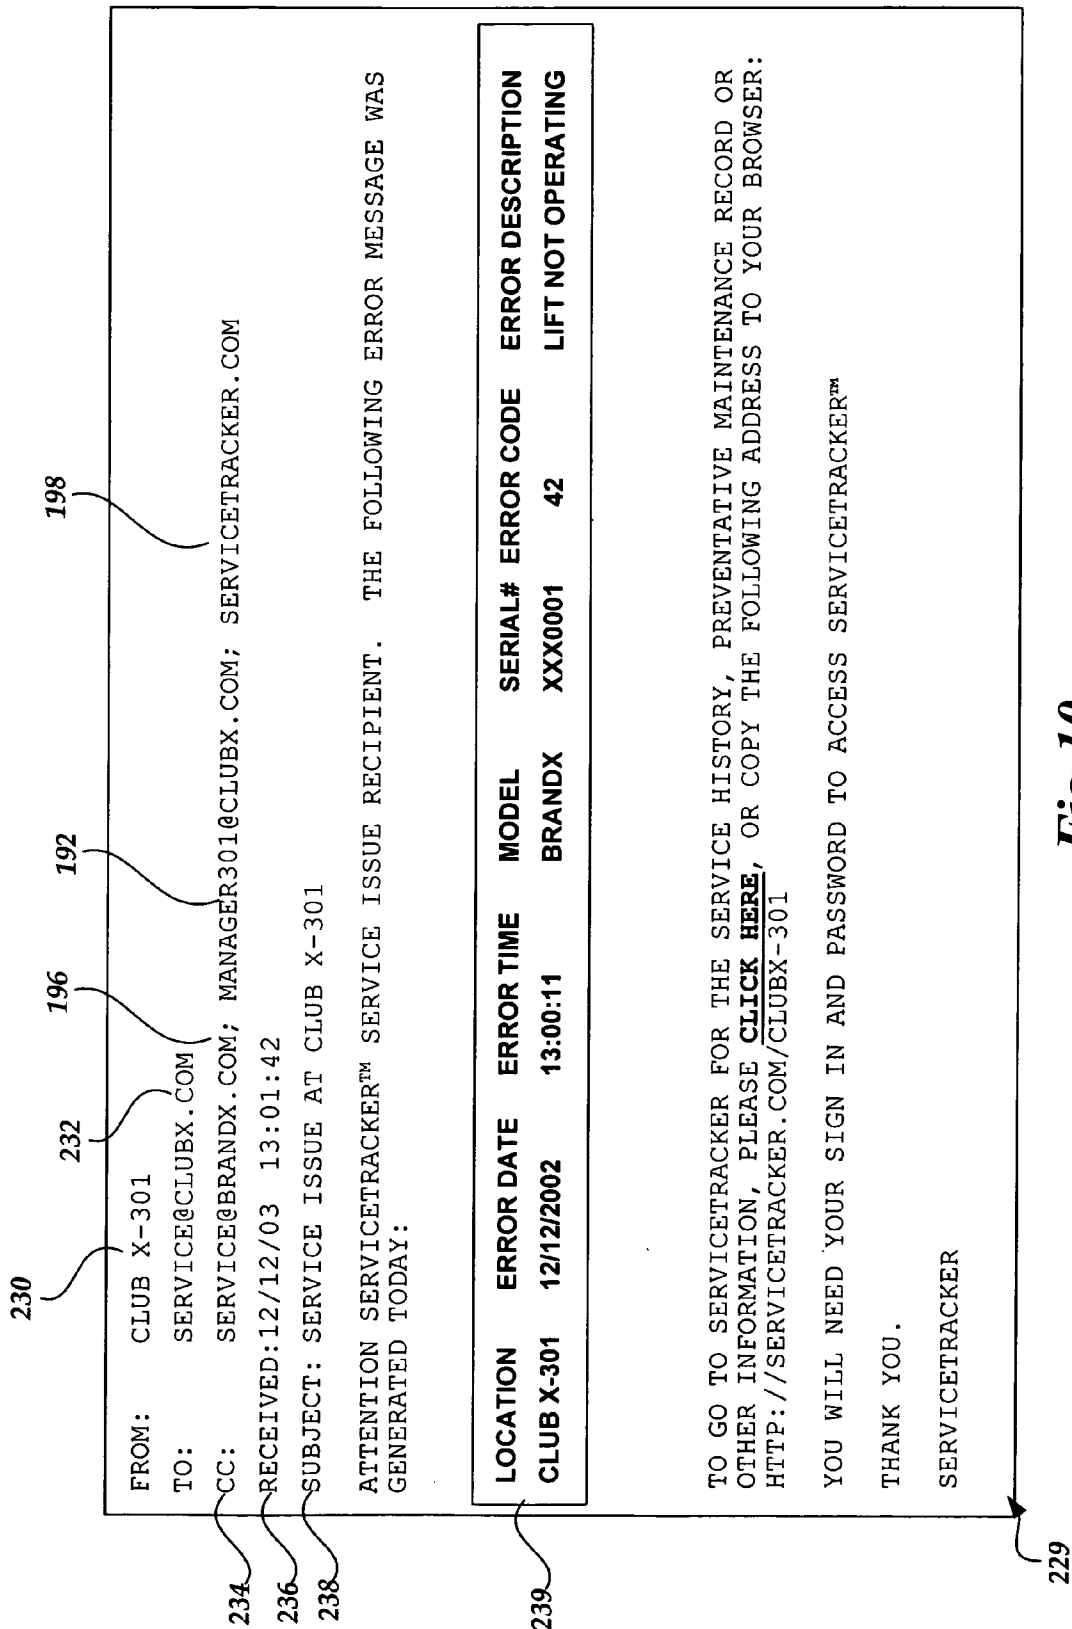 230
232
196
192
198
FROM: CLUB X-301
TO: SERVICE@CLUBX.COM
CC: SERVICE@BRANDX.COM; MANAGER301@CLUBX.COM; SERVICETRACKER.COM
RECEIVED:12/12/03 13:01:42
SUBJECT: SERVICE ISSUE AT CLUB X-301
234
236
238
ATTENTION SERVICETRACKER™ SERVICE ISSUE RECIPIENT. THE FOLLOWING ERROR MESSAGE WAS
GENERATED TODAY:
LOCATION ERROR DATE ERROR TIME MODEL SERIAL# ERROR CODE ERROR DESCRIPTION
CLUB X-301 12/12/2002 13:00:11 BRANDX XXX0001 42 LIFT NOT OPERATING
239
TO GO TO SERVICETRACKER FOR THE SERVICE HISTORY, PREVENTATIVE MAINTENANCE RECORD OR
OTHER INFORMATION, PLEASE CLICK HERE, OR COPY THE FOLLOWING ADDRESS TO YOUR BROWSER:
HTTP://SERVICETRACKER.COM/CLUBX-301
YOU WILL NEED YOUR SIGN IN AND PASSWORD TO ACCESS SERVICETRACKER™
THANK YOU.
SERVICETRACKER
229